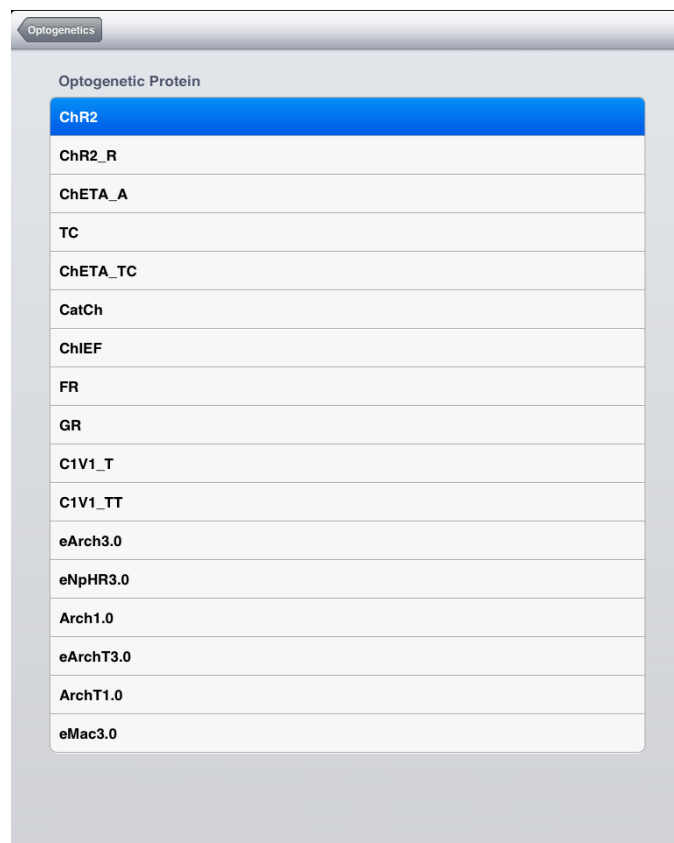 Optogenetics
Optogenetic Protein
ChR2
ChR2_R
ChETA_A
TC
ChETA_TC
CatCh
ChIEF
FR
GR
C1V1_T
C1V1_TT
eArch3.0
eNpHR3.0
Arch1.0
eArchT3.0
ArchT1.0
eMac3.0